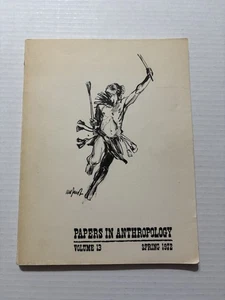 PAPERS IN ANTHROPOLOGY
VOLUME 13 SPRING 1972